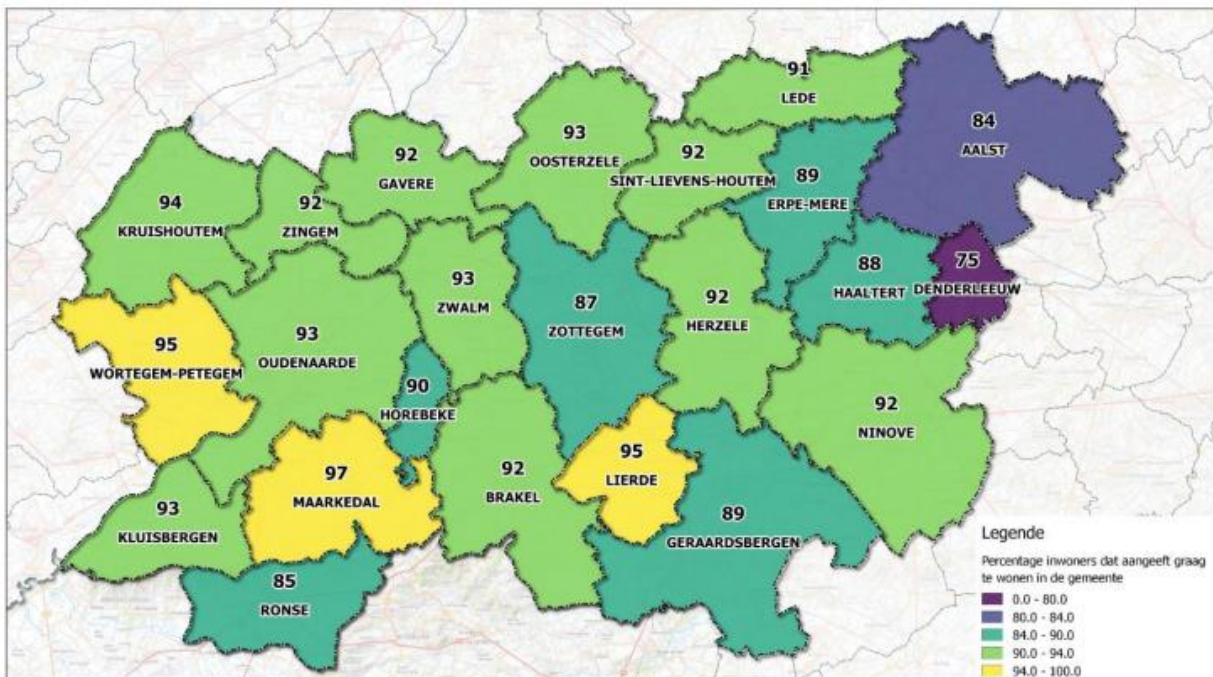 91
LEDE
84
AALST
93
OOSTERZELE
92
GAVERE
92
SINT-LIEVENS-HOUTEM
89
ERPE-MERE
94
KRUISHOUTEM
92
ZINGEM
93
ZWALM
88
HAALTERT
75
DENDERLEEUW
87
ZOTTEGEM
92
HERZELE
95
WORTEGEM-PETEGEM
93
OUDENAARDE
90
HOREBEKE
92
NINOVE
97
MAARKEDAL
92
BRAKEL
95
LIERDE
93
KLUISBERGEN
89
GERAARDSBERGEN
85
RONSE
Legende
Percentage inwoners dat aangeeft graag
te wonen in de gemeente
0.0 - 80.0
80.0 - 84.0
84.0 - 90.0
90.0 - 94.0
94.0 - 100.0